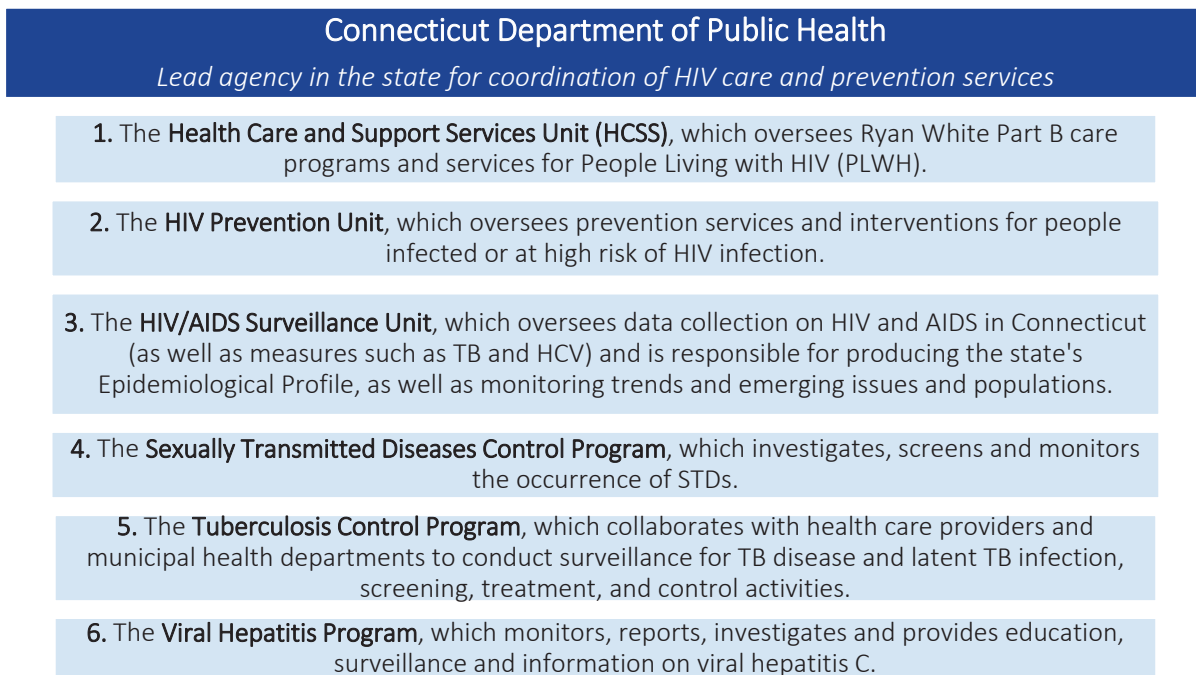 Connecticut Department of Public Health
Lead agency in the state for coordination of HIV care and prevention services
1. The Health Care and Support Services Unit (HCSS), which oversees Ryan White Part B care
programs and services for People Living with HIV (PLWH).
2. The HIV Prevention Unit, which oversees prevention services and interventions for people
infected or at high risk of HIV infection.
3. The HIV/AIDS Surveillance Unit, which oversees data collection on HIV and AIDS in Connecticut
(as well as measures such as TB and HCV) and is responsible for producing the state's
Epidemiological Profile, as well as monitoring trends and emerging issues and populations.
4. The Sexually Transmitted Diseases Control Program, which investigates, screens and monitors
the occurrence of STDs.
5. The Tuberculosis Control Program, which collaborates with health care providers and
municipal health departments to conduct surveillance for TB disease and latent TB infection,
screening, treatment, and control activities.
6. The Viral Hepatitis Program, which monitors, reports, investigates and provides education,
surveillance and information on viral hepatitis C.